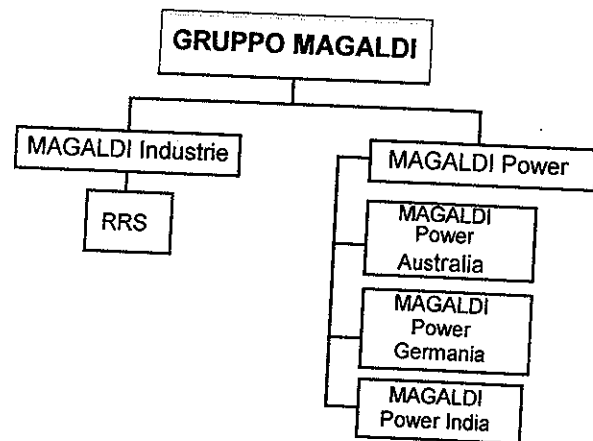 GRUPPO MAGALDI
MAGALDI Industrie
MAGALDI Power
RRS
MAGALDI
Power
Australia
MAGALDI
Power
Germania
MAGALDI
Power India